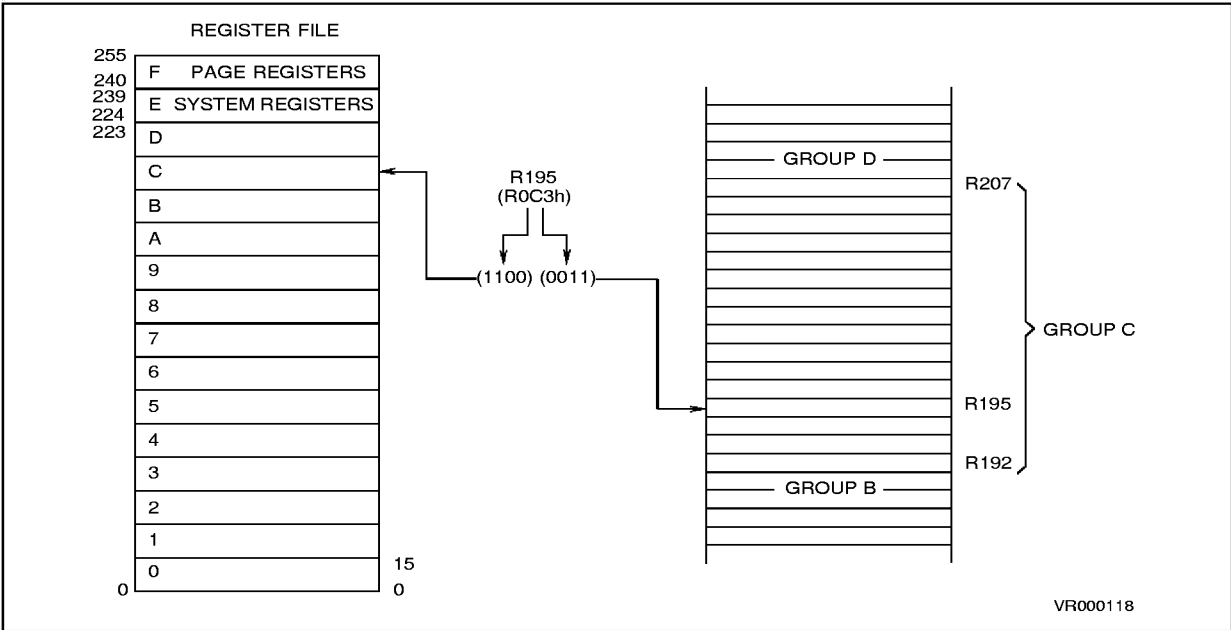 REGISTER FILE
255
240
239
224
223
F PAGE REGISTERS
E SYSTEM REGISTERS
D
C
B
A
9
8
7
6
5
4
3
2
1
0
0
15
0
R195
(R0C3h)
(1100) (0011)
GROUP D
R207
GROUP C
R195
R192
GROUP B
VR000118